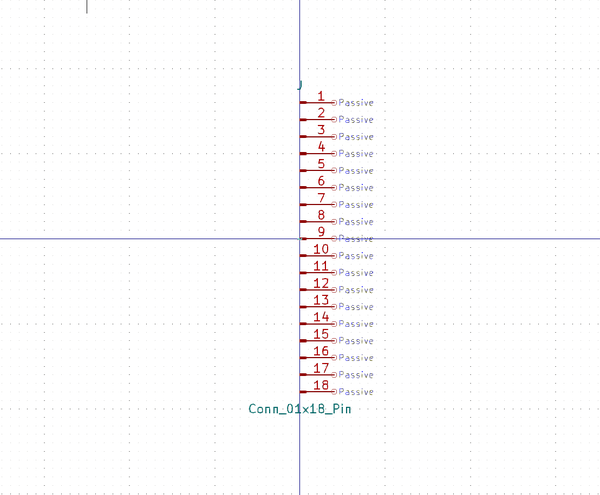 J
1 Passive
2 Passive
3 Passive
4 Passive
5 Passive
6 Passive
7 Passive
8 Passive
9 Passive
10 Passive
11 Passive
12 Passive
13 Passive
14 Passive
15 Passive
16 Passive
17 Passive
18 Passive
Conn_01x18_Pin